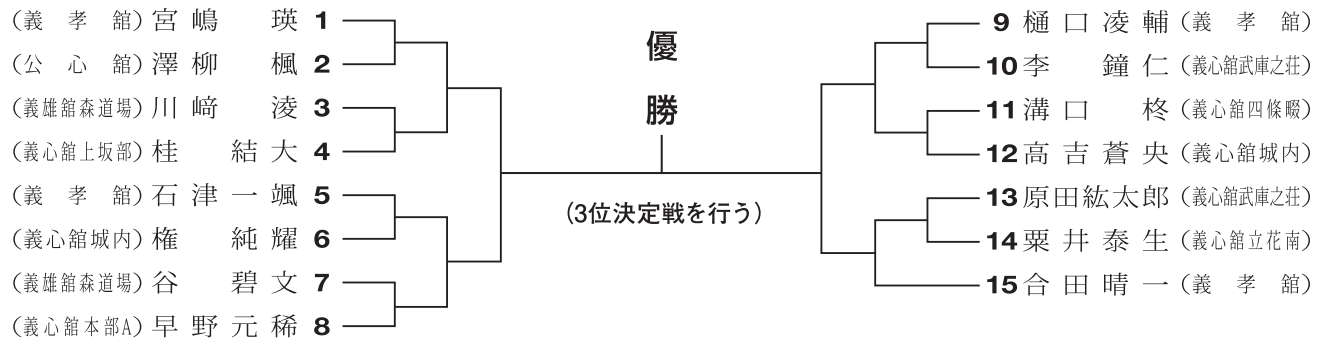 (義孝舘) 宮嶋瑛 1
(公心舘) 澤柳楓 2
(義雄舘森道場) 川﨑淩 3
(義心舘上坂部) 桂結大 4
(義孝舘) 石津一颯 5
(義心舘城内) 権純耀 6
(義雄舘森道場) 谷碧文 7
(義心舘本部A) 早野元稀 8
優勝
(3位決定戦を行う)
9 樋口凌輔 (義孝舘)
10 李鐘仁 (義心舘武庫之荘)
11 溝口柊 (義心舘四條畷)
12 高吉蒼央 (義心舘城内)
13 原田紘太郎 (義心舘武庫之荘)
14 粟井泰生 (義心舘立花南)
15 合田晴一 (義孝舘)